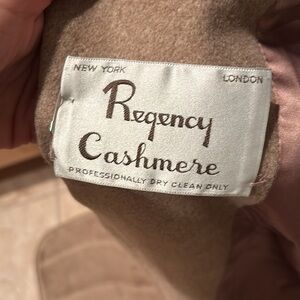 NEW YORK LONDON
Regency
Cashmere
PROFESSIONALLY DRY CLEAN ONLY